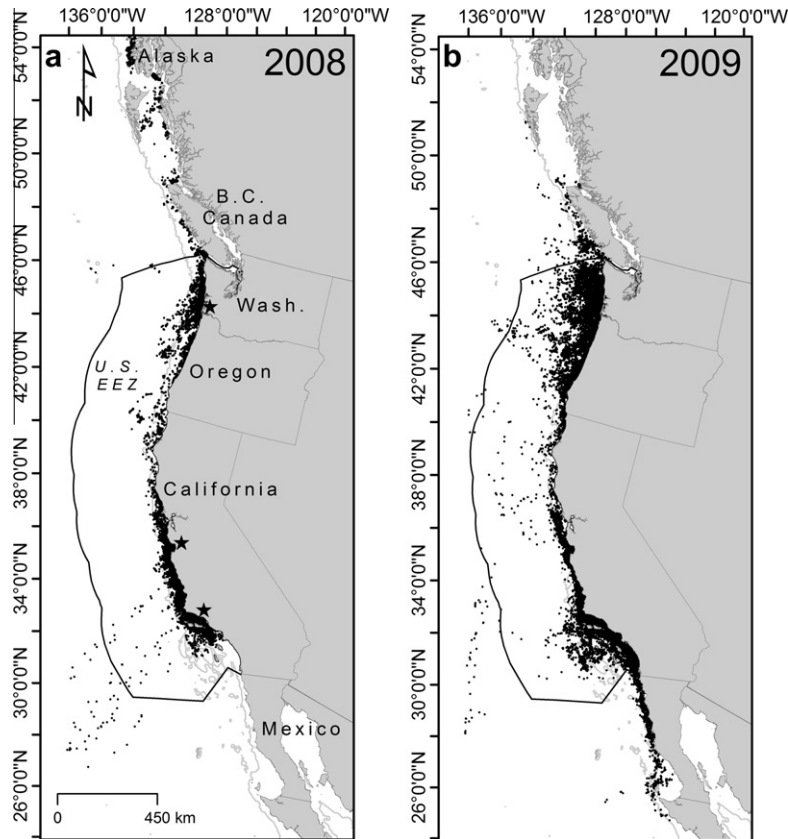 136°0'0"W 128°0'0"W 120°0'0"W
a
2008
Alaska
N
B.C.
Canada
Wash.
U.S.
EEZ
Oregon
California
Mexico
0 450 km
54°0'0"N
50°0'0"N
46°0'0"N
42°0'0"N
38°0'0"N
34°0'0"N
30°0'0"N
26°0'0"N
136°0'0"W 128°0'0"W 120°0'0"W
b
2009
54°0'0"N
50°0'0"N
46°0'0"N
42°0'0"N
38°0'0"N
34°0'0"N
30°0'0"N
26°0'0"N